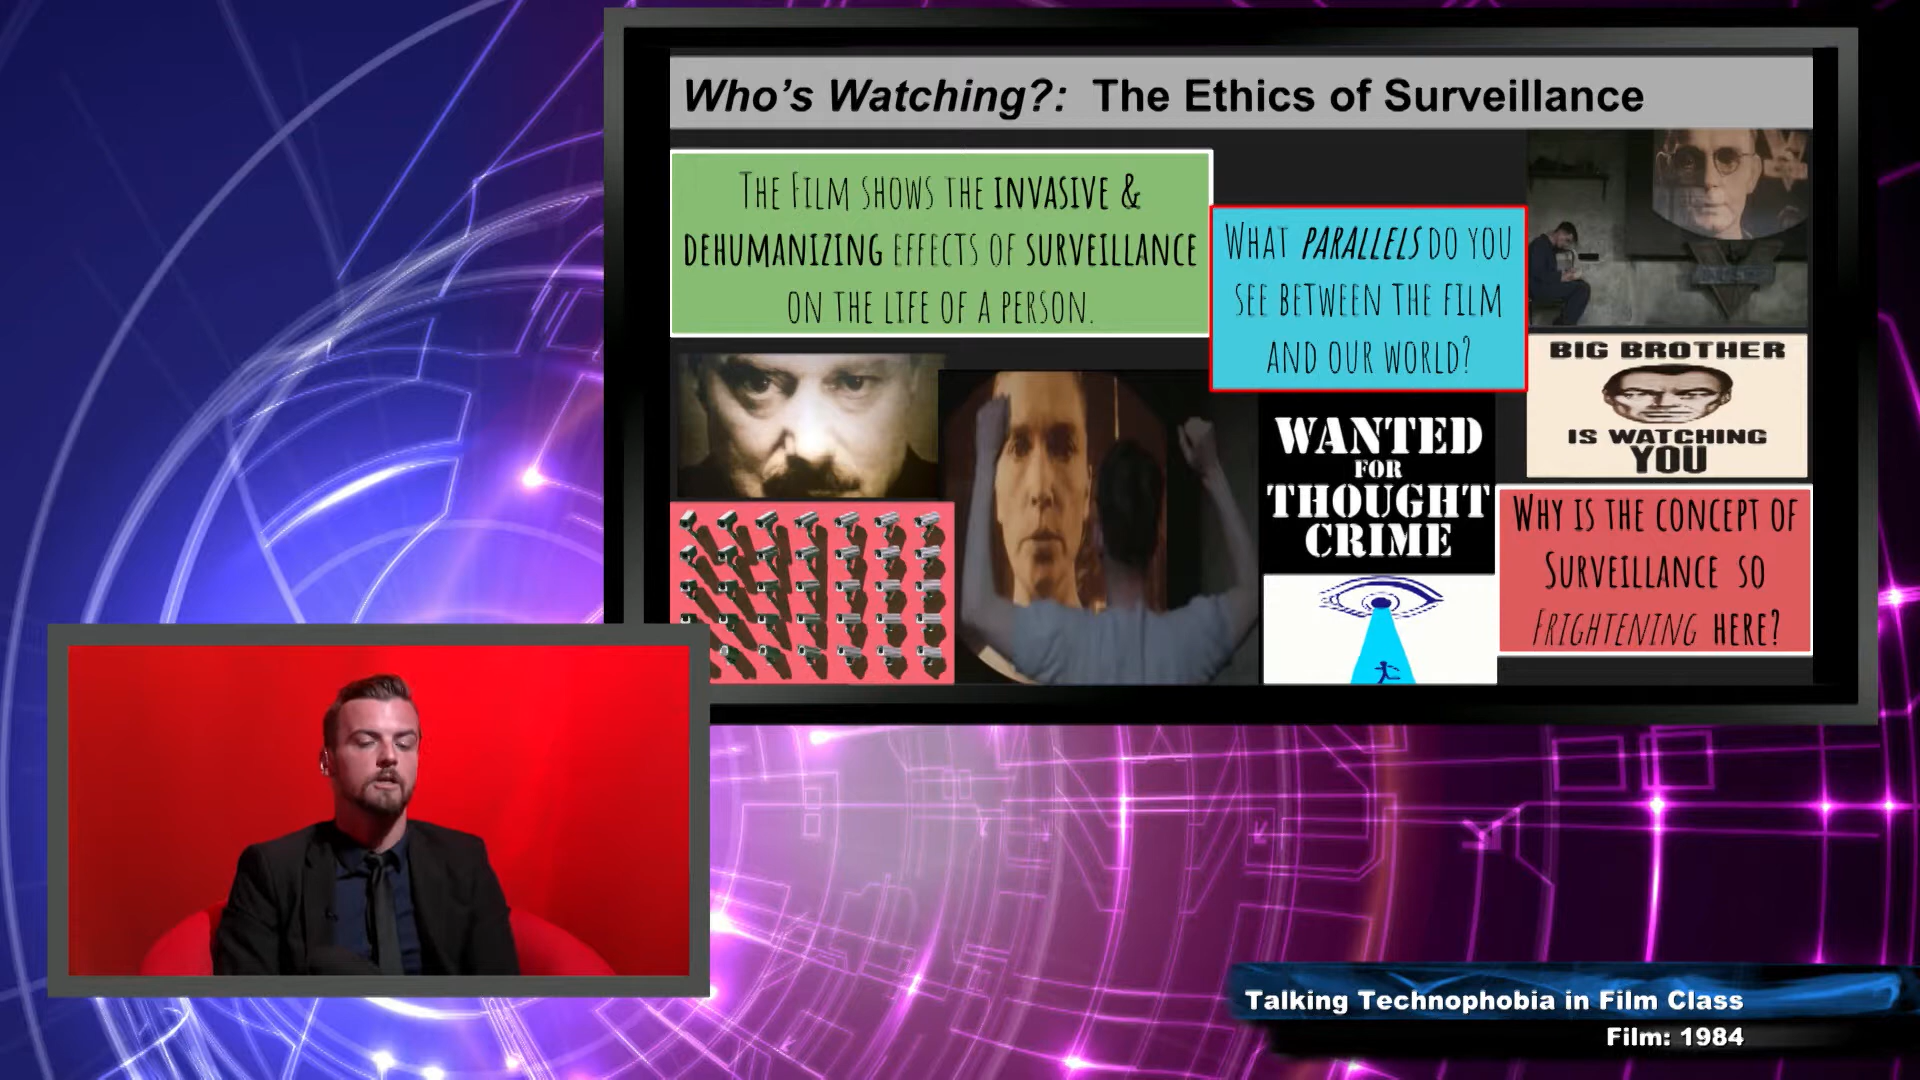 Who's Watching?: The Ethics of Surveillance
The Film shows the INVASIVE &
DEHUMANIZING EFFECTS OF SURVEILLANCE
ON THE LIFE OF A PERSON.
WHAT PARALLELS DO YOU
SEE BETWEEN THE FILM
AND OUR WORLD?
BIG BROTHER
IS WATCHING
YOU
WANTED
FOR
THOUGHT
CRIME
WHY IS THE CONCEPT OF
SURVEILLANCE SO
FRIGHTENING HERE?
Talking Technophobia in Film Class
Film: 1984